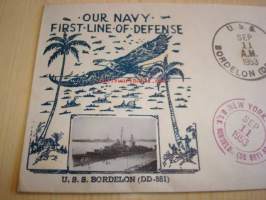 OUR NAVY
FIRST LINE OF DEFENSE
U.S.S.
SEP
11
A.M.
1953
BORDELON (D
NEW YORK
SEP
11
1953
U.S.S. BORDELON (DD-881)